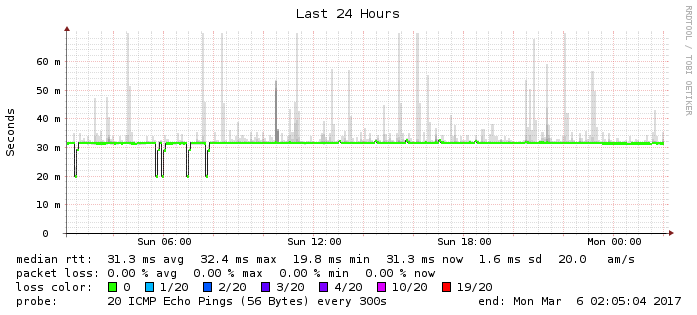 Last 24 Hours
RRDTOOL / TOBI OETIKER
Seconds
60 m
50 m
40 m
30 m
20 m
10 m
0
Sun 06:00 Sun 12:00 Sun 18:00 Mon 00:00
median rtt: 31.3 ms avg 32.4 ms max 19.8 ms min 31.3 ms now 1.6 ms sd 20.0 am/s
packet loss: 0.00 % avg 0.00 % max 0.00 % min 0.00 % now
loss color: 0 1/20 2/20 3/20 4/20 10/20 19/20
probe: 20 ICMP Echo Pings (56 Bytes) every 300s end: Mon Mar 6 02:05:04 2017